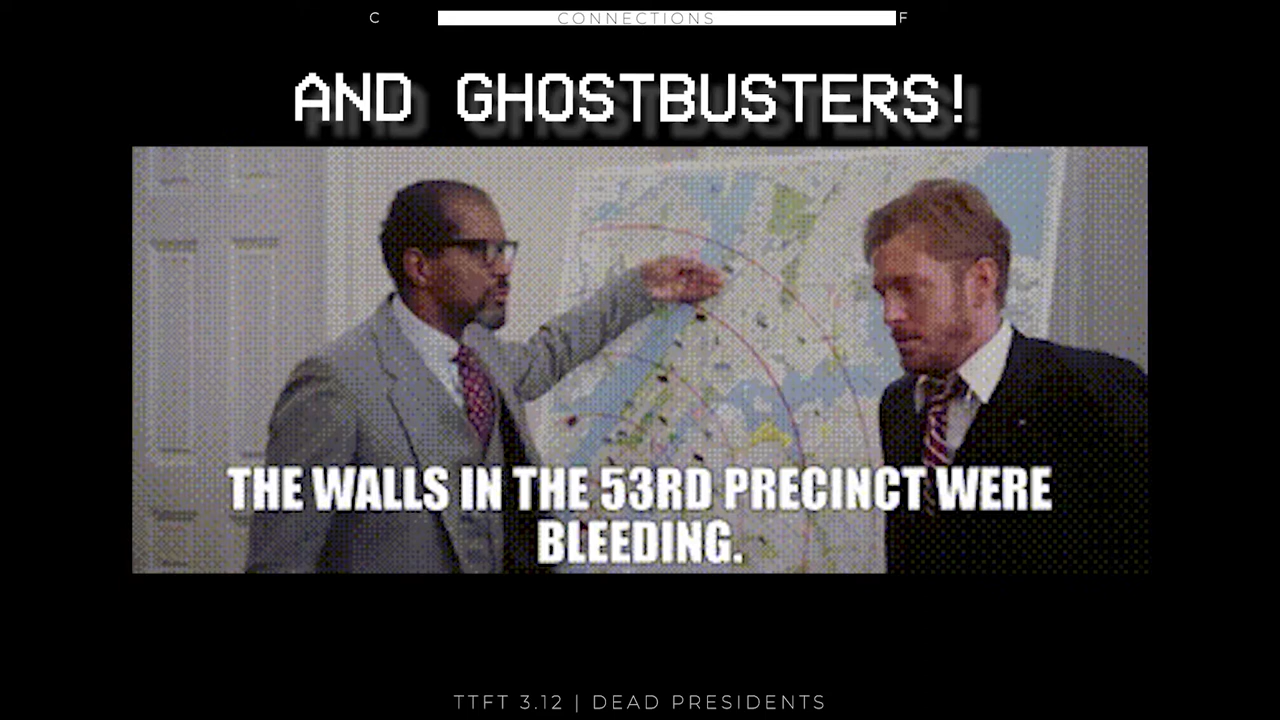 C CONNECTIONS F
AND GHOSTBUSTERS!
THE WALLS IN THE 53RD PRECINCT WERE
BLEEDING.
TTFT 3.12 | DEAD PRESIDENTS